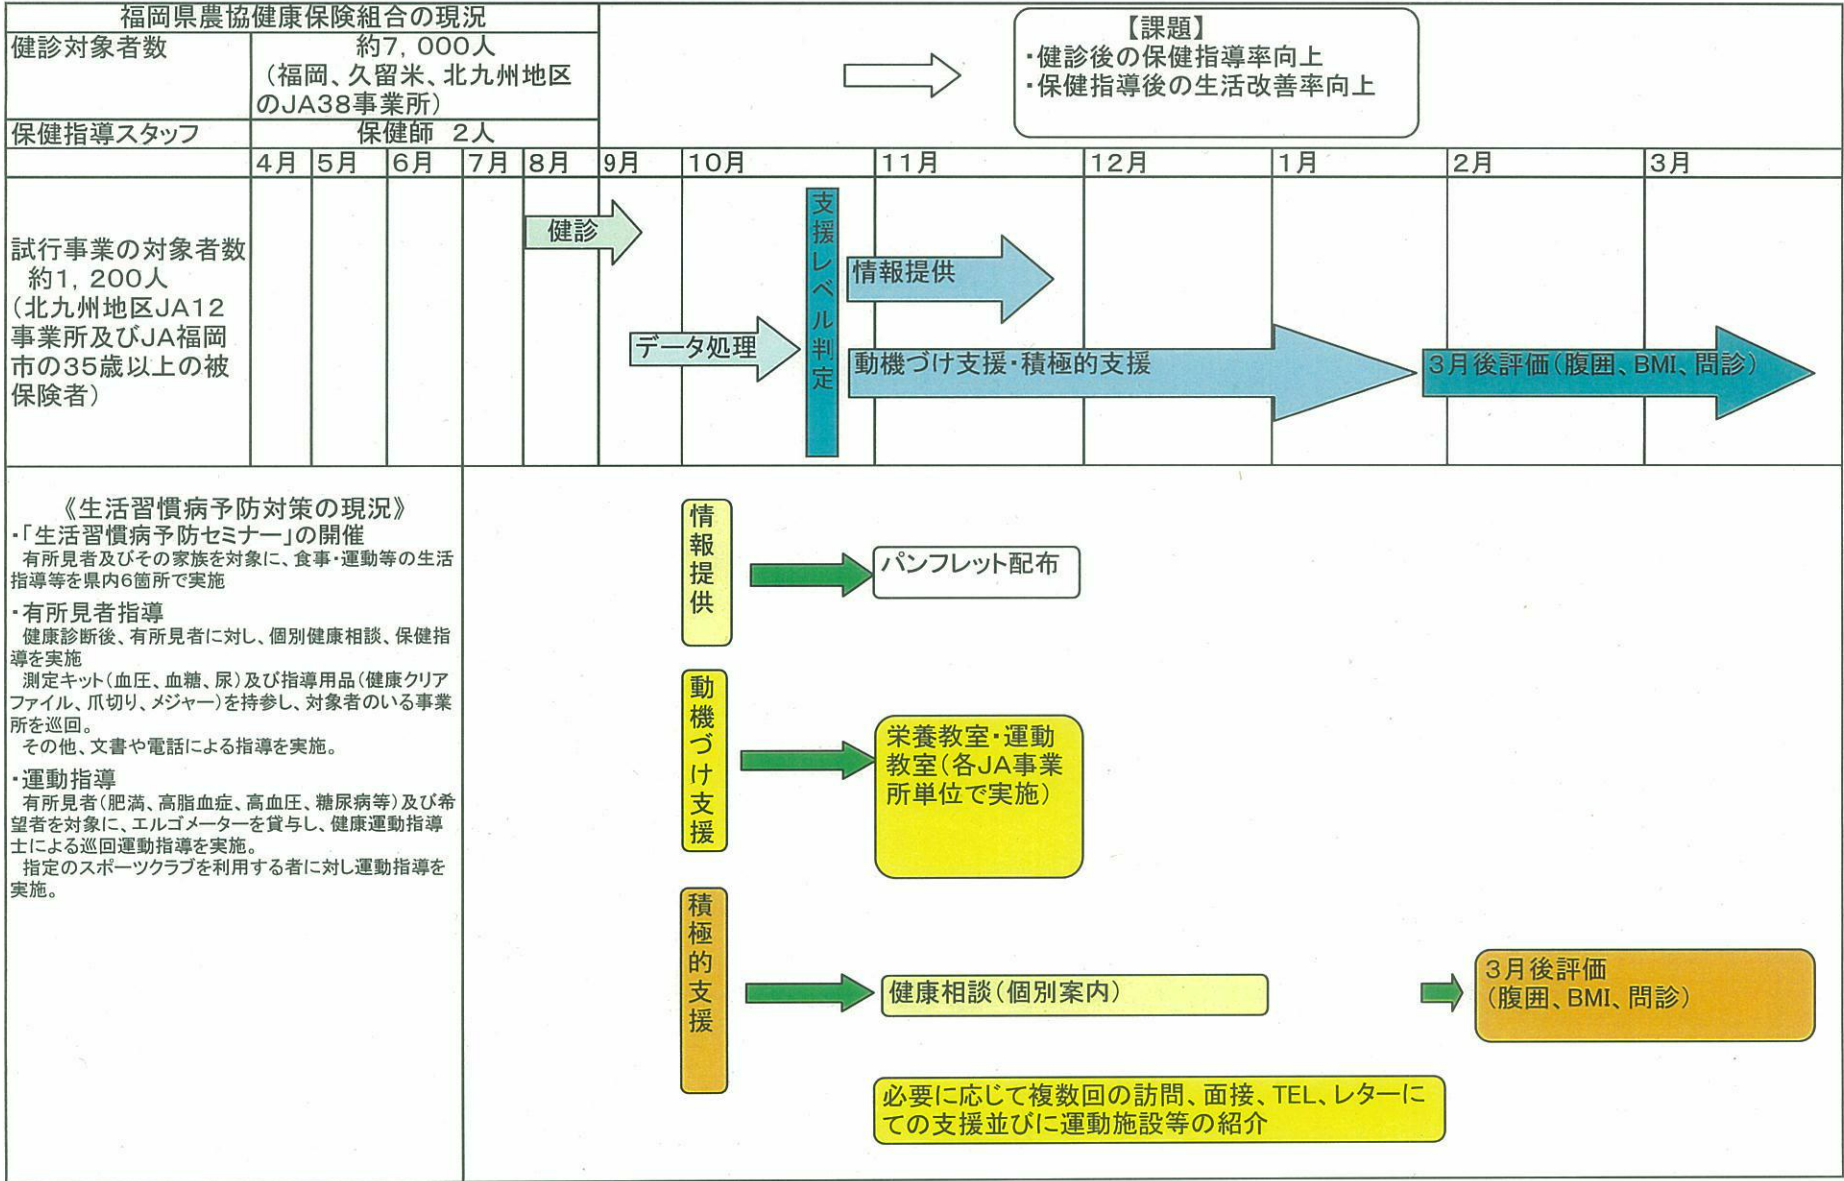 福岡県農協健康保険組合の現況
健診対象者数
約7,000人
（福岡、久留米、北九州地区
のJA38事業所）
保健指導スタッフ
保健師 2人
【課題】
・健診後の保健指導率向上
・保健指導後の生活改善率向上
4月
5月
6月
7月
8月
9月
10月
11月
12月
1月
2月
3月
試行事業の対象者数
約1,200人
（北九州地区JA12
事業所及びJA福岡
市の35歳以上の被
保険者）
健診
データ処理
支援レベル判定
情報提供
動機づけ支援・積極的支援
3月後評価（腹囲、BMI、問診）
《生活習慣病予防対策の現況》
・「生活習慣病予防セミナー」の開催
有所見者及びその家族を対象に、食事・運動等の生活
指導等を県内6箇所で実施
・有所見者指導
健康診断後、有所見者に対し、個別健康相談、保健指
導を実施
測定キット（血圧、血糖、尿）及び指導用品（健康クリア
ファイル、爪切り、メジャー）を持参し、対象者のいる事業
所を巡回。
その他、文書や電話による指導を実施。
・運動指導
有所見者（肥満、高脂血症、高血圧、糖尿病等）及び希
望者を対象に、エルゴメーターを貸与し、健康運動指導
士による巡回運動指導を実施。
指定のスポーツクラブを利用する者に対し運動指導を
実施。
情報提供
パンフレット配布
動機づけ支援
栄養教室・運動
教室（各JA事業
所単位で実施）
積極的支援
健康相談（個別案内）
3月後評価
（腹囲、BMI、問診）
必要に応じて複数回の訪問、面接、TEL、レターに
ての支援並びに運動施設等の紹介